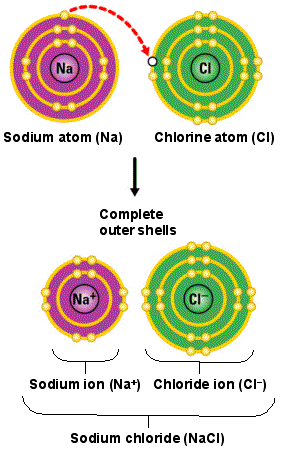 Na
Cl
Sodium atom (Na)
Chlorine atom (Cl)
Complete
outer shells
Na⁺
Cl⁻
Sodium ion (Na⁺)
Chloride ion (Cl⁻)
Sodium chloride (NaCl)